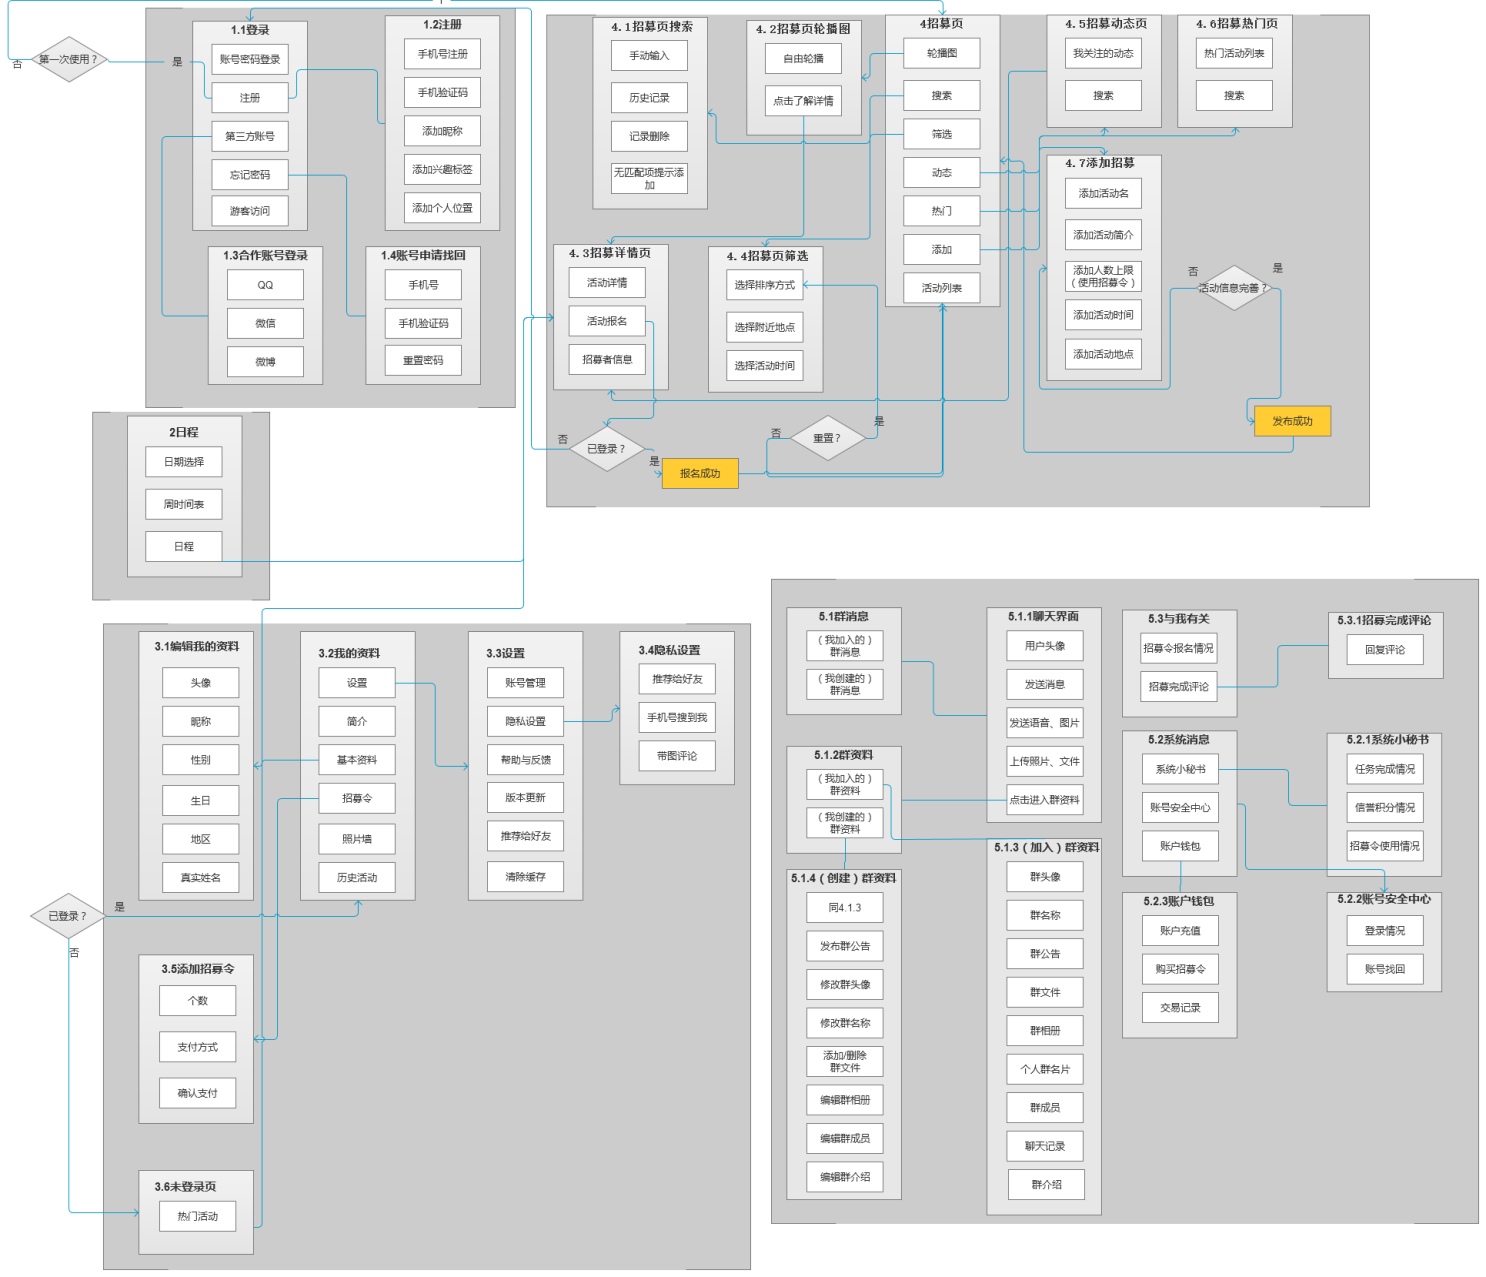 第一次使用？
否
是
1.1登录
账号密码登录
注册
第三方账号
忘记密码
游客访问
1.2注册
手机号注册
手机验证码
添加昵称
添加兴趣标签
添加个人位置
1.3合作账号登录
QQ
微信
微博
1.4账号申请找回
手机号
手机验证码
重置密码
4.1招募页搜索
手动输入
历史记录
记录删除
无匹配项提示添
加
4.2招募页轮播图
自由轮播
点击了解详情
4招募页
轮播图
搜索
筛选
动态
热门
添加
活动列表
4.5招募动态页
我关注的动态
搜索
4.6招募热门页
热门活动列表
搜索
4.7添加招募
添加活动名
添加活动简介
添加人数上限
（使用招募令）
添加活动时间
添加活动地点
4.3招募详情页
活动详情
活动报名
招募者信息
4.4招募页筛选
选择排序方式
选择附近地点
选择活动时间
否
活动信息完善？
是
发布成功
否
已登录？
是
报名成功
否
重置？
是
2日程
日期选择
周时间表
日程
3.1编辑我的资料
头像
昵称
性别
生日
地区
真实姓名
3.2我的资料
设置
简介
基本资料
招募令
照片墙
历史活动
3.3设置
账号管理
隐私设置
帮助与反馈
版本更新
推荐给好友
清除缓存
3.4隐私设置
推荐给好友
手机号搜到我
带图评论
已登录？
是
否
3.5添加招募令
个数
支付方式
确认支付
3.6未登录页
热门活动
5.1群消息
（我加入的）
群消息
（我创建的）
群消息
5.1.1聊天界面
用户头像
发送消息
发送语音、图片
上传照片、文件
点击进入群资料
5.1.2群资料
（我加入的）
群资料
（我创建的）
群资料
5.1.3（加入）群资料
群头像
群名称
群公告
群文件
群相册
个人群名片
群成员
聊天记录
群介绍
5.1.4（创建）群资料
同4.1.3
发布群公告
修改群头像
修改群名称
添加/删除
群文件
编辑群相册
编辑群成员
编辑群介绍
5.3与我有关
招募令报名情况
招募完成评论
5.3.1招募完成评论
回复评论
5.2系统消息
系统小秘书
账号安全中心
账户钱包
5.2.1系统小秘书
任务完成情况
信誉积分情况
招募令使用情况
5.2.3账户钱包
账户充值
购买招募令
交易记录
5.2.2账号安全中心
登录情况
账号找回